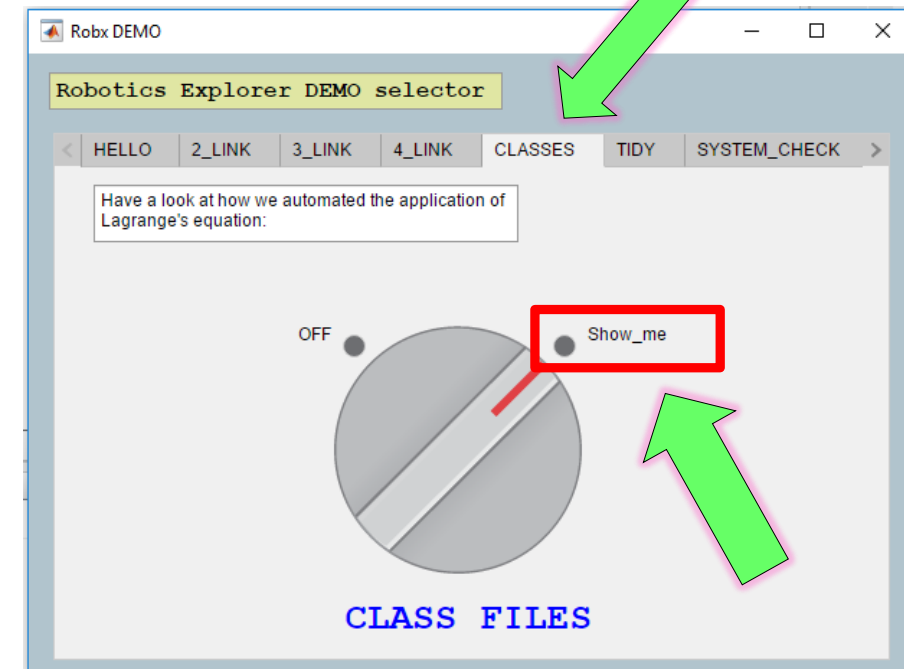 Robx DEMO
Robotics Explorer DEMO selector
HELLO 2_LINK 3_LINK 4_LINK CLASSES TIDY SYSTEM_CHECK
Have a look at how we automated the application of
Lagrange's equation:
OFF Show_me
CLASS FILES